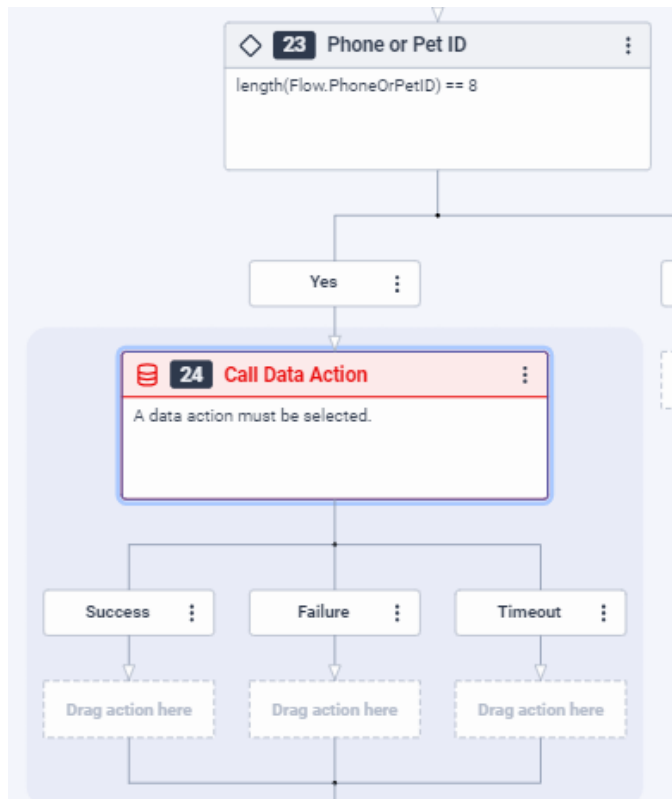 23 Phone or Pet ID
length(Flow.PhoneOrPetID) == 8
Yes
24 Call Data Action
A data action must be selected.
Success Failure Timeout
Drag action here Drag action here Drag action here